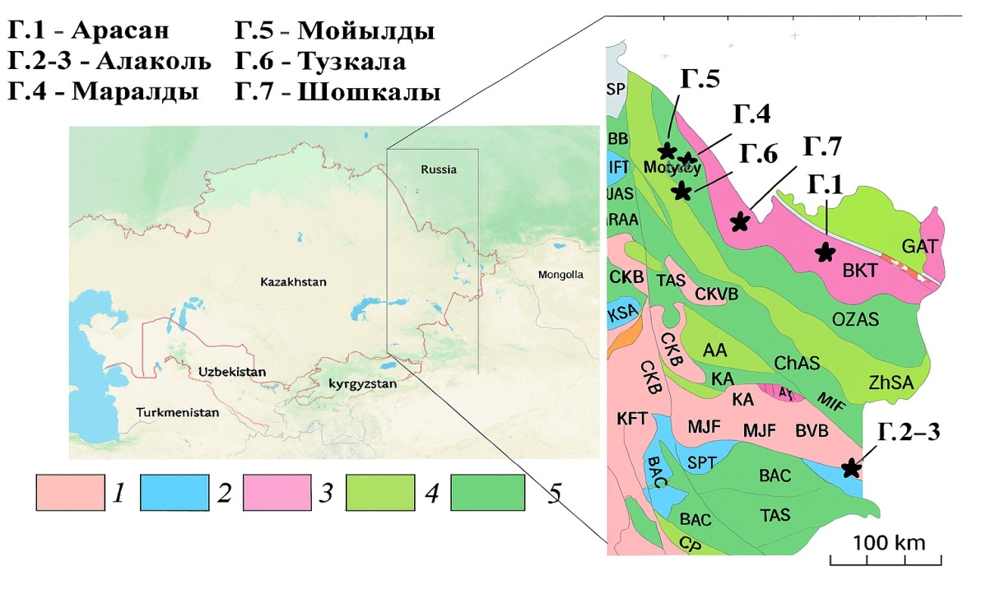 Г.1 - Арасан
Г.2-3 - Алаколь
Г.4 - Маралды
Г.5 - Мойылды
Г.6 - Тузкала
Г.7 - Шошкалы
Russia
Kazakhstan
Mongolla
Uzbekistan
kyrgyzstan
Turkmenistan
1
2
3
4
5
SP
Г.5
Г.4
Г.6
Г.7
Г.1
BB
IFT
JAS
RAA
GAT
BKT
CKB
TAS
CKVB
KSA
OZAS
CKB
AA
ChAS
CKB
KA
ZhSA
KA
MIF
KFT
MJF
MJF
BVB
Г.2–3
BAC
SPT
BAC
BAC
TAS
CP
100 km